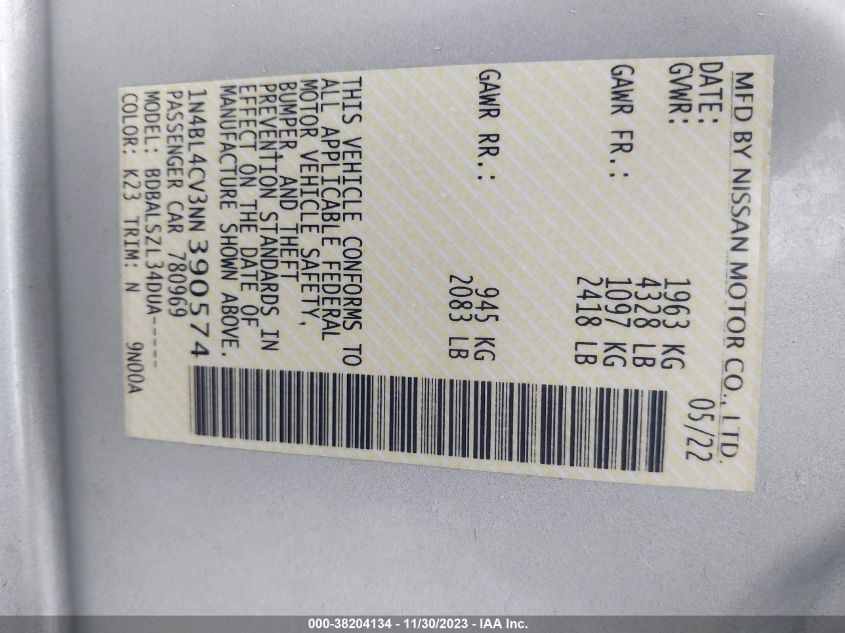 MFD BY NISSAN MOTOR CO., LTD.
DATE: 05/22
GVWR: 1963 KG
4328 LB
GAWR FR.: 1097 KG
2418 LB
GAWR RR.: 945 KG
2083 LB
THIS VEHICLE CONFORMS TO
ALL APPLICABLE FEDERAL
MOTOR VEHICLE SAFETY,
BUMPER, AND THEFT
PREVENTION STANDARDS IN
EFFECT ON THE DATE OF
MANUFACTURE SHOWN ABOVE.
1N4BL4CV3NN390574
PASSENGER CAR 780969
MODEL: BDBALSZL34DUA-----
COLOR: K23 TRIM: N 9N00A
000-38204134 - 11/30/2023 - IAA Inc.